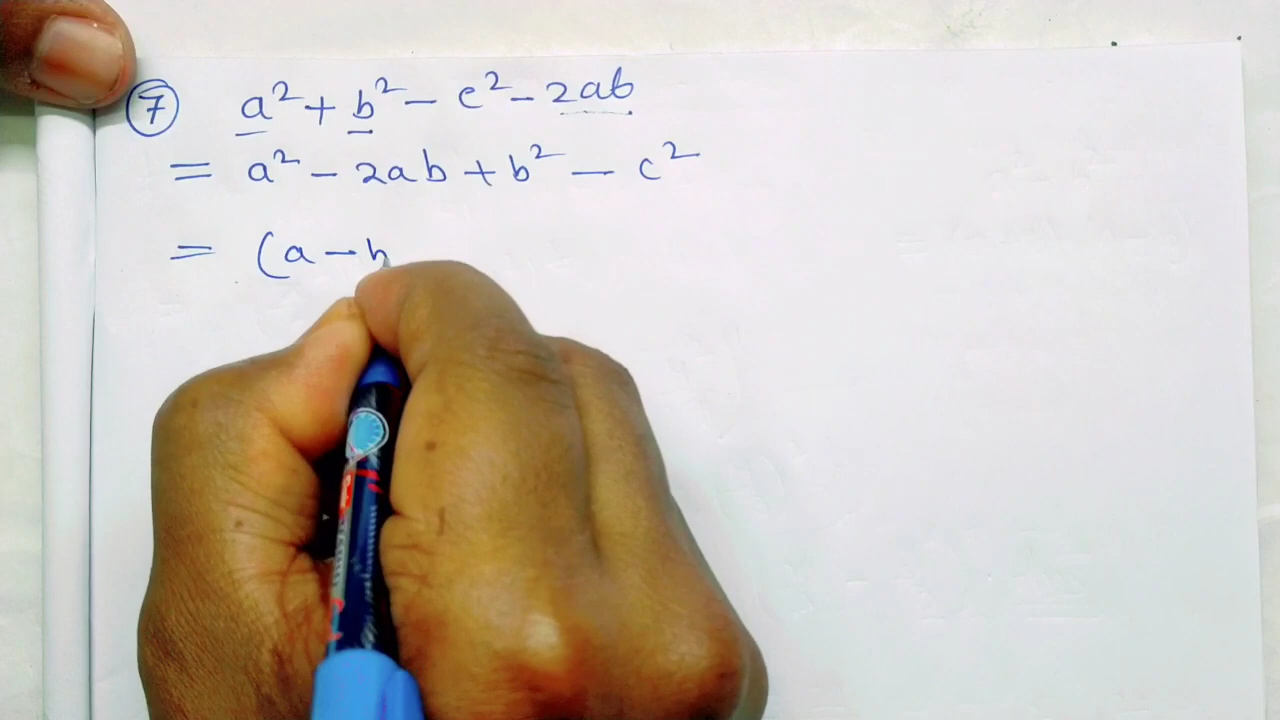 ⑦ a² + b² - c² - 2ab
= a² - 2ab + b² - c²
= (a - b